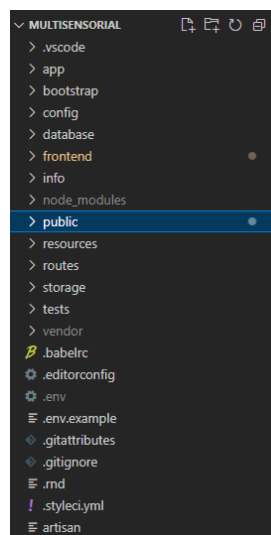 MULTISENSORIAL
.vscode
app
bootstrap
config
database
frontend
info
node_modules
public
resources
routes
storage
tests
vendor
.babelrc
.editorconfig
.env
.env.example
.gitattributes
.gitignore
.rnd
.styleci.yml
artisan